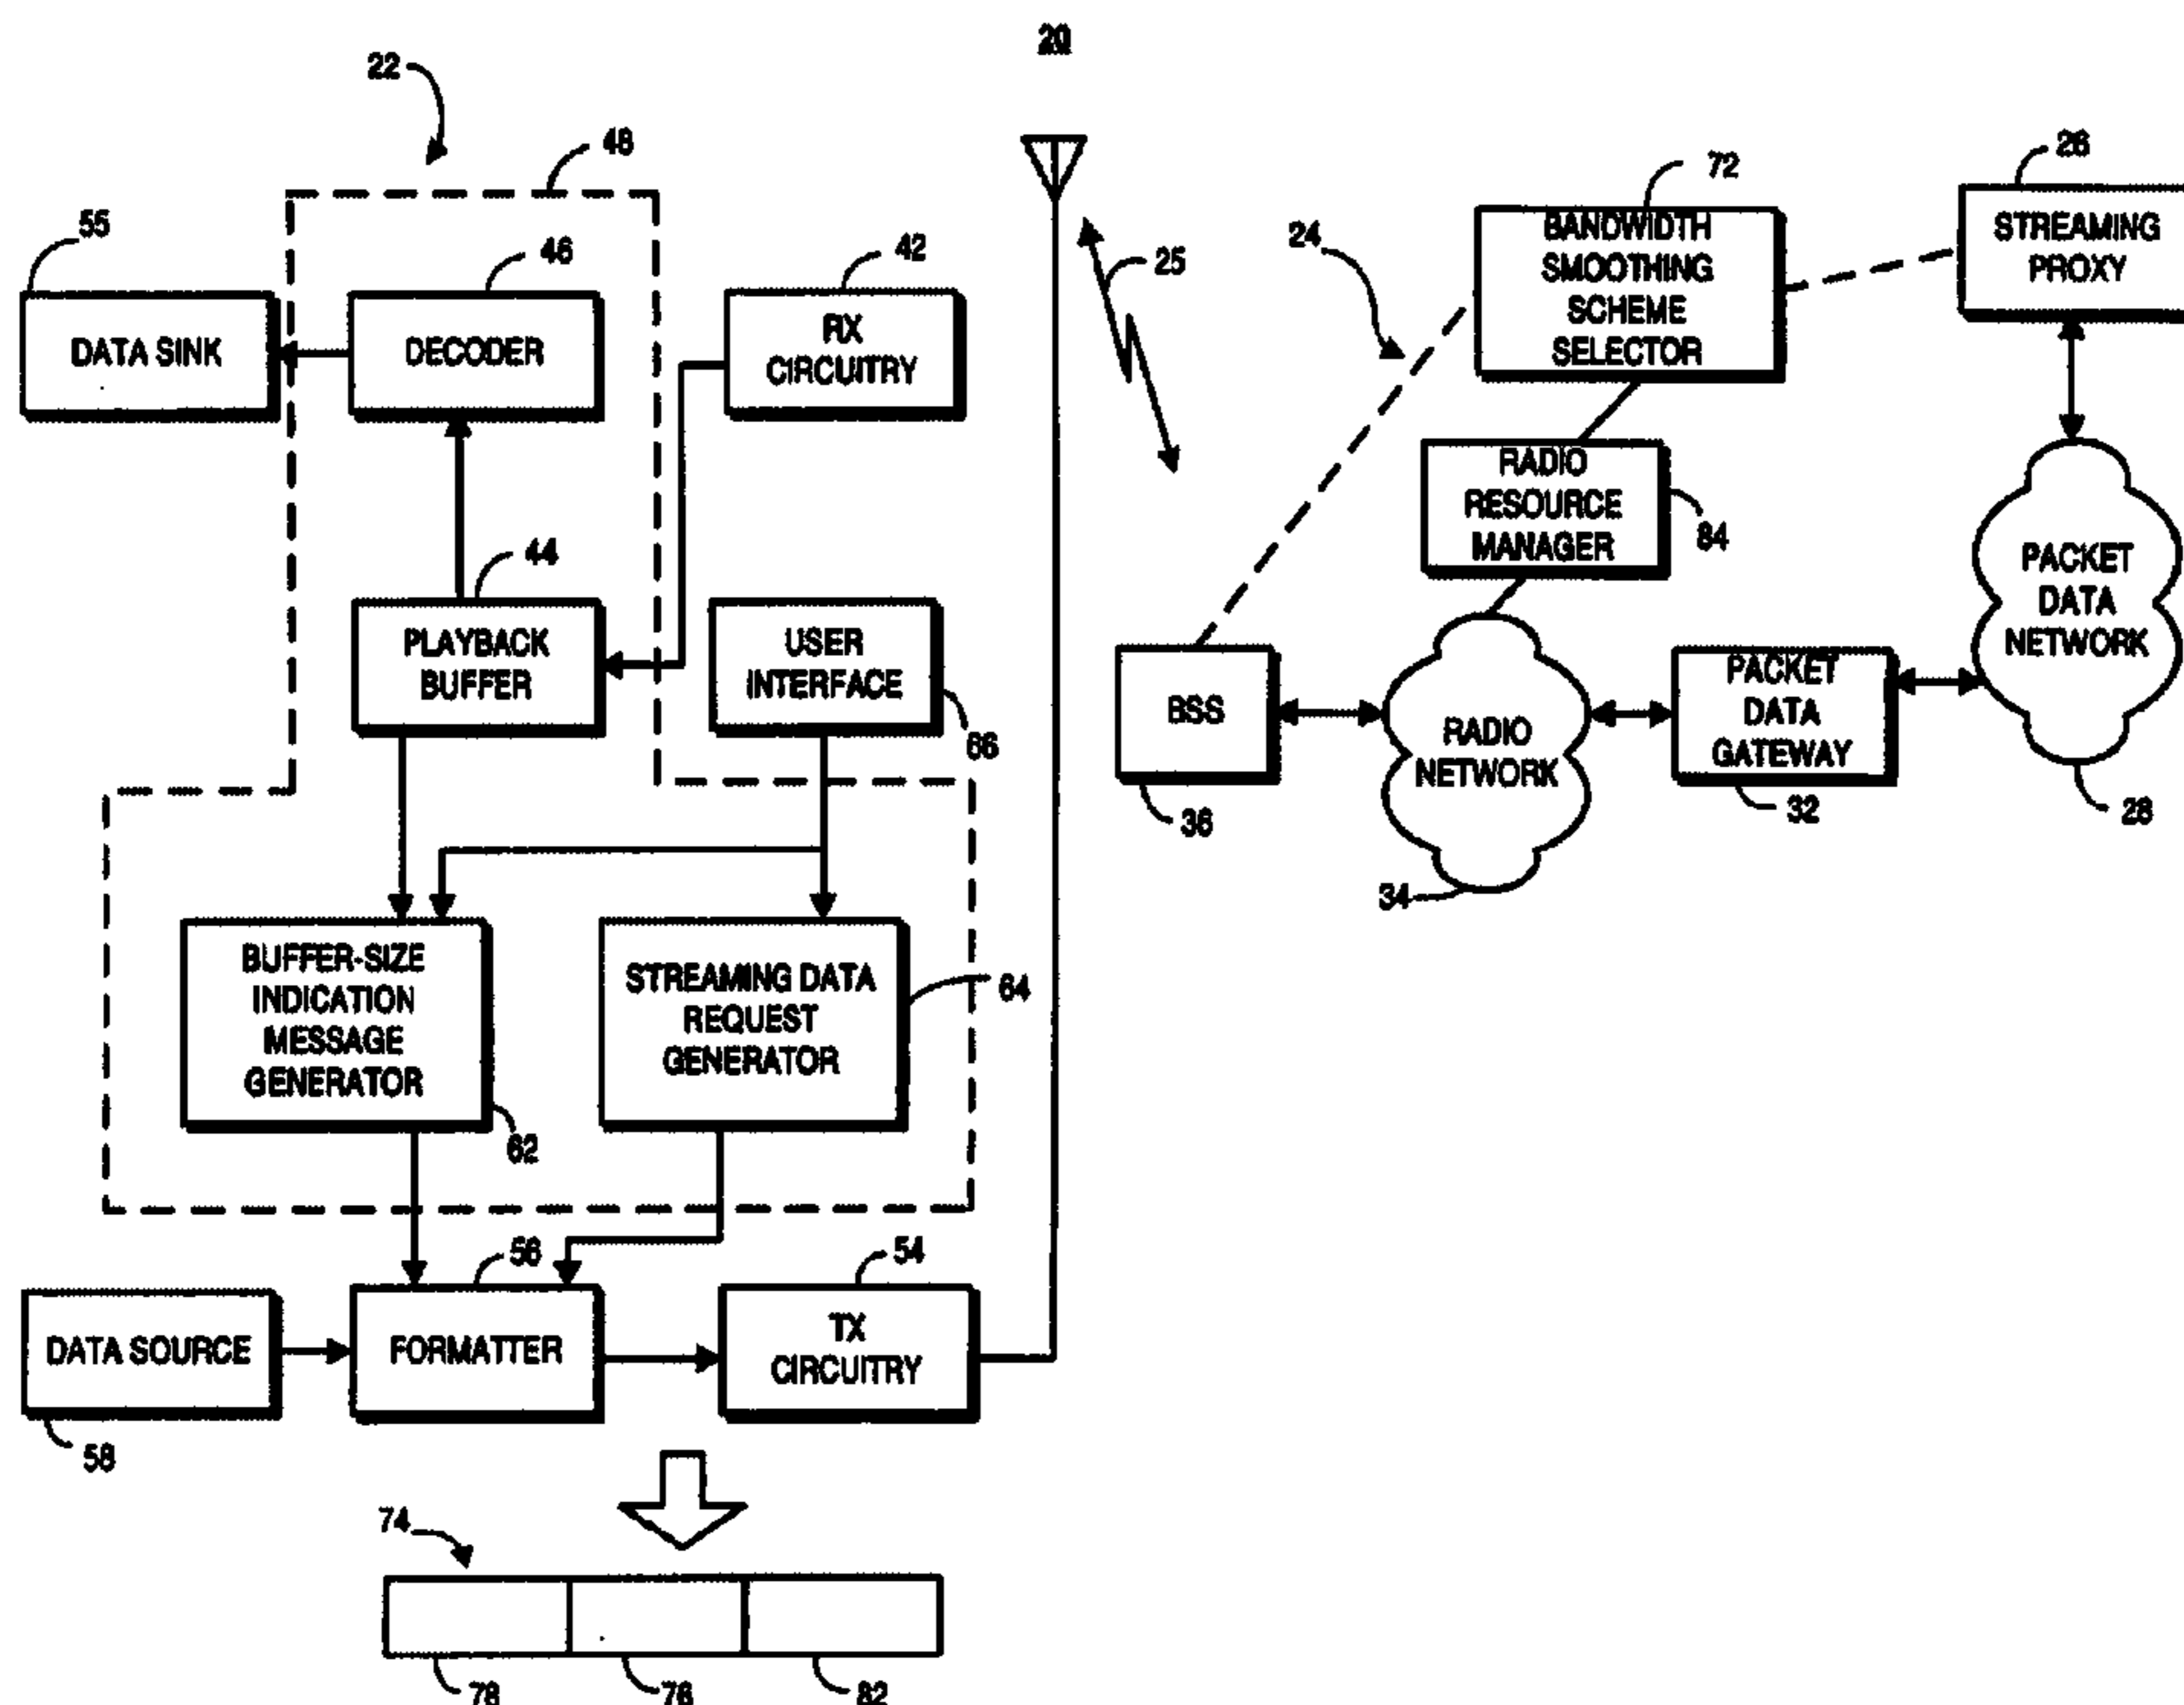 20
22
48
26
72
55
46
42
25
24
BANDWIDTH
SMOOTHING
SCHEME
SELECTOR
STREAMING
PROXY
DATA SINK
DECODER
RX
CIRCUITRY
RADIO
RESOURCE
MANAGER
84
44
PACKET
DATA
NETWORK
PLAYBACK
BUFFER
USER
INTERFACE
66
BSS
RADIO
NETWORK
PACKET
DATA
GATEWAY
36
32
28
34
BUFFER-SIZE
INDICATION
MESSAGE
GENERATOR
STREAMING DATA
REQUEST
GENERATOR
64
62
56
54
DATA SOURCE
FORMATTER
TX
CIRCUITRY
58
74
78
76
82